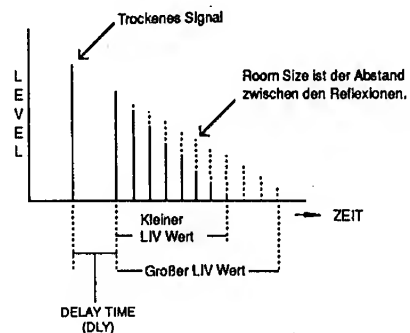 Trockenes Signal
LEVEL
Room Size ist der Abstand
zwischen den Reflexionen.
ZEIT
Kleiner
LIV Wert
Großer LIV Wert
DELAY TIME
(DLY)